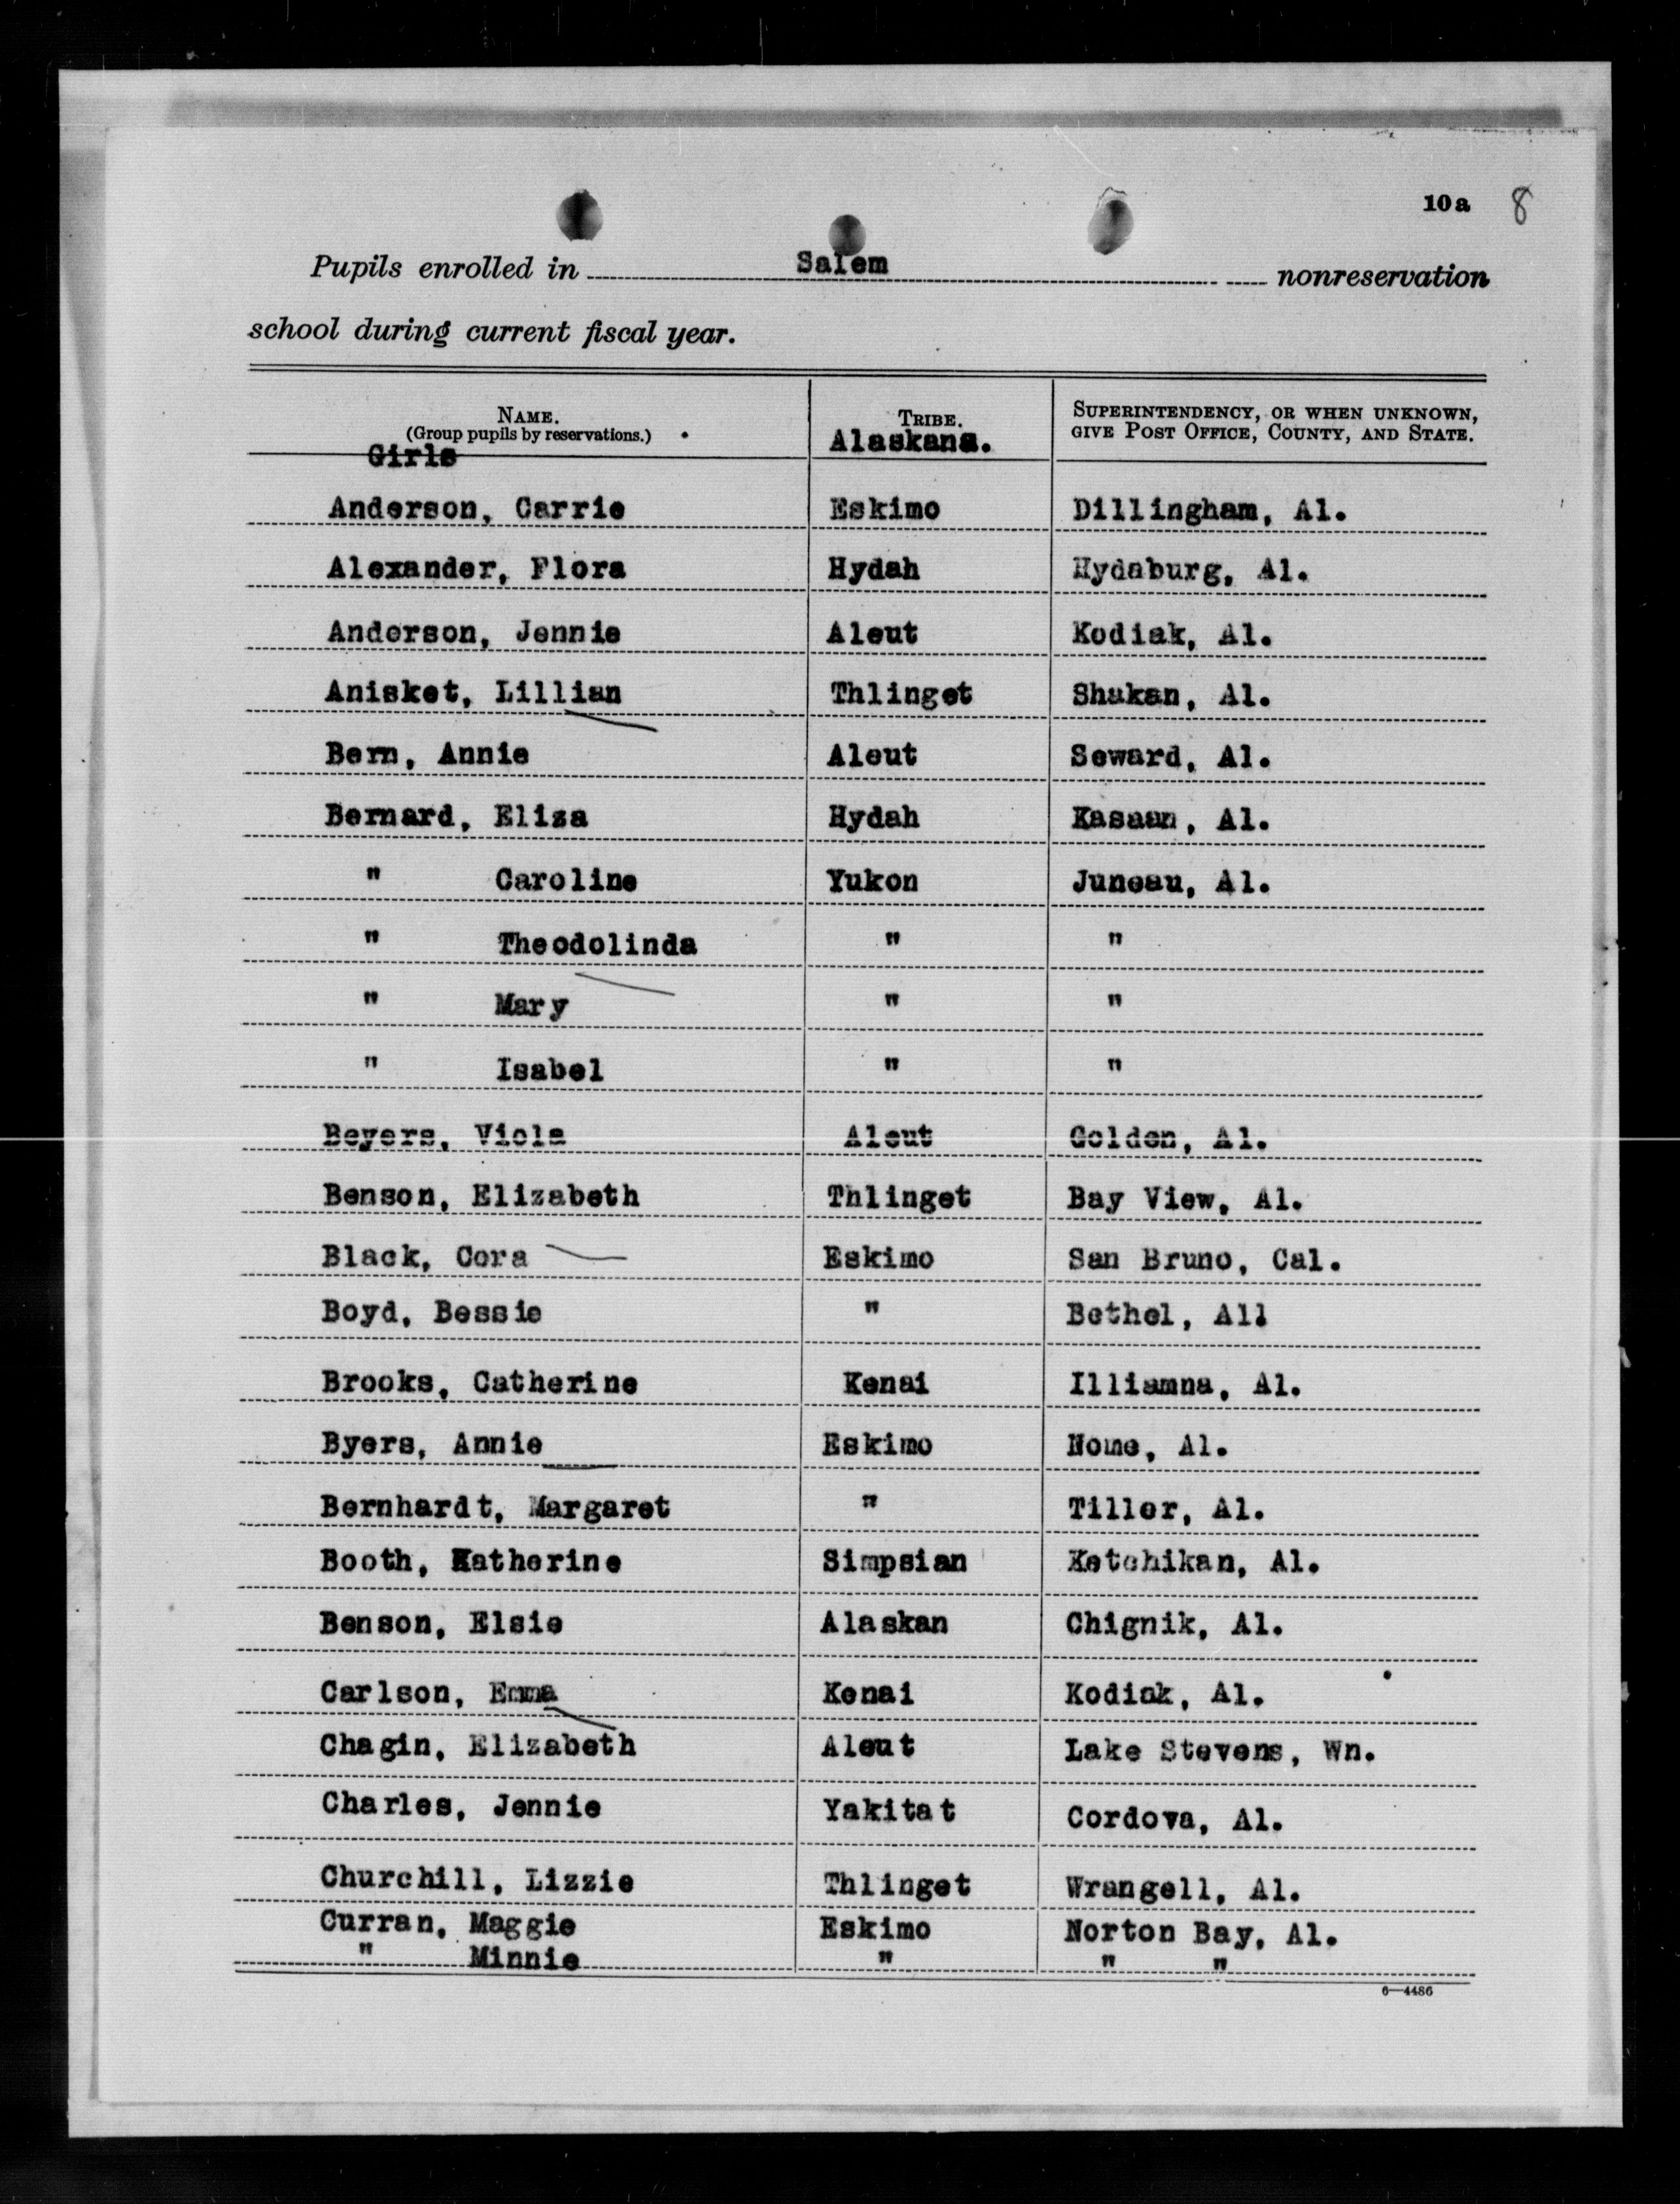 10a 8
Pupils enrolled in Salem nonreservation
school during current fiscal year.
NAME. TRIBE. SUPERINTENDENCY, OR WHEN UNKNOWN,
(Group pupils by reservations.) Alaskans. GIVE POST OFFICE, COUNTY, AND STATE.
Girls
Anderson, Carrie Eskimo Dillingham, Al.
Alexander, Flora Hydah Hydaburg, Al.
Anderson, Jennie Aleut Kodiak, Al.
Anisket, Lillian Thlinget Shakan, Al.
Bern, Annie Aleut Seward, Al.
Bernard, Eliza Hydah Kasaan, Al.
" Caroline Yukon Juneau, Al.
" Theodolinda " "
" Mary " "
" Isabel " "
Beyers, Viola Aleut Golden, Al.
Benson, Elizabeth Thlinget Bay View, Al.
Black, Cora Eskimo San Bruno, Cal.
Boyd, Bessie " Bethel, All
Brooks, Catherine Kenai Illiamna, Al.
Byers, Annie Eskimo Nome, Al.
Bernhardt, Margaret " Tiller, Al.
Booth, Katherine Simpsian Ketchikan, Al.
Benson, Elsie Alaskan Chignik, Al.
Carlson, Emma Kenai Kodiak, Al.
Chagin, Elizabeth Aleut Lake Stevens, Wn.
Charles, Jennie Yakitat Cordova, Al.
Churchill, Lizzie Thlinget Wrangell, Al.
Curran, Maggie Eskimo Norton Bay, Al.
" Minnie " " "
6—4486